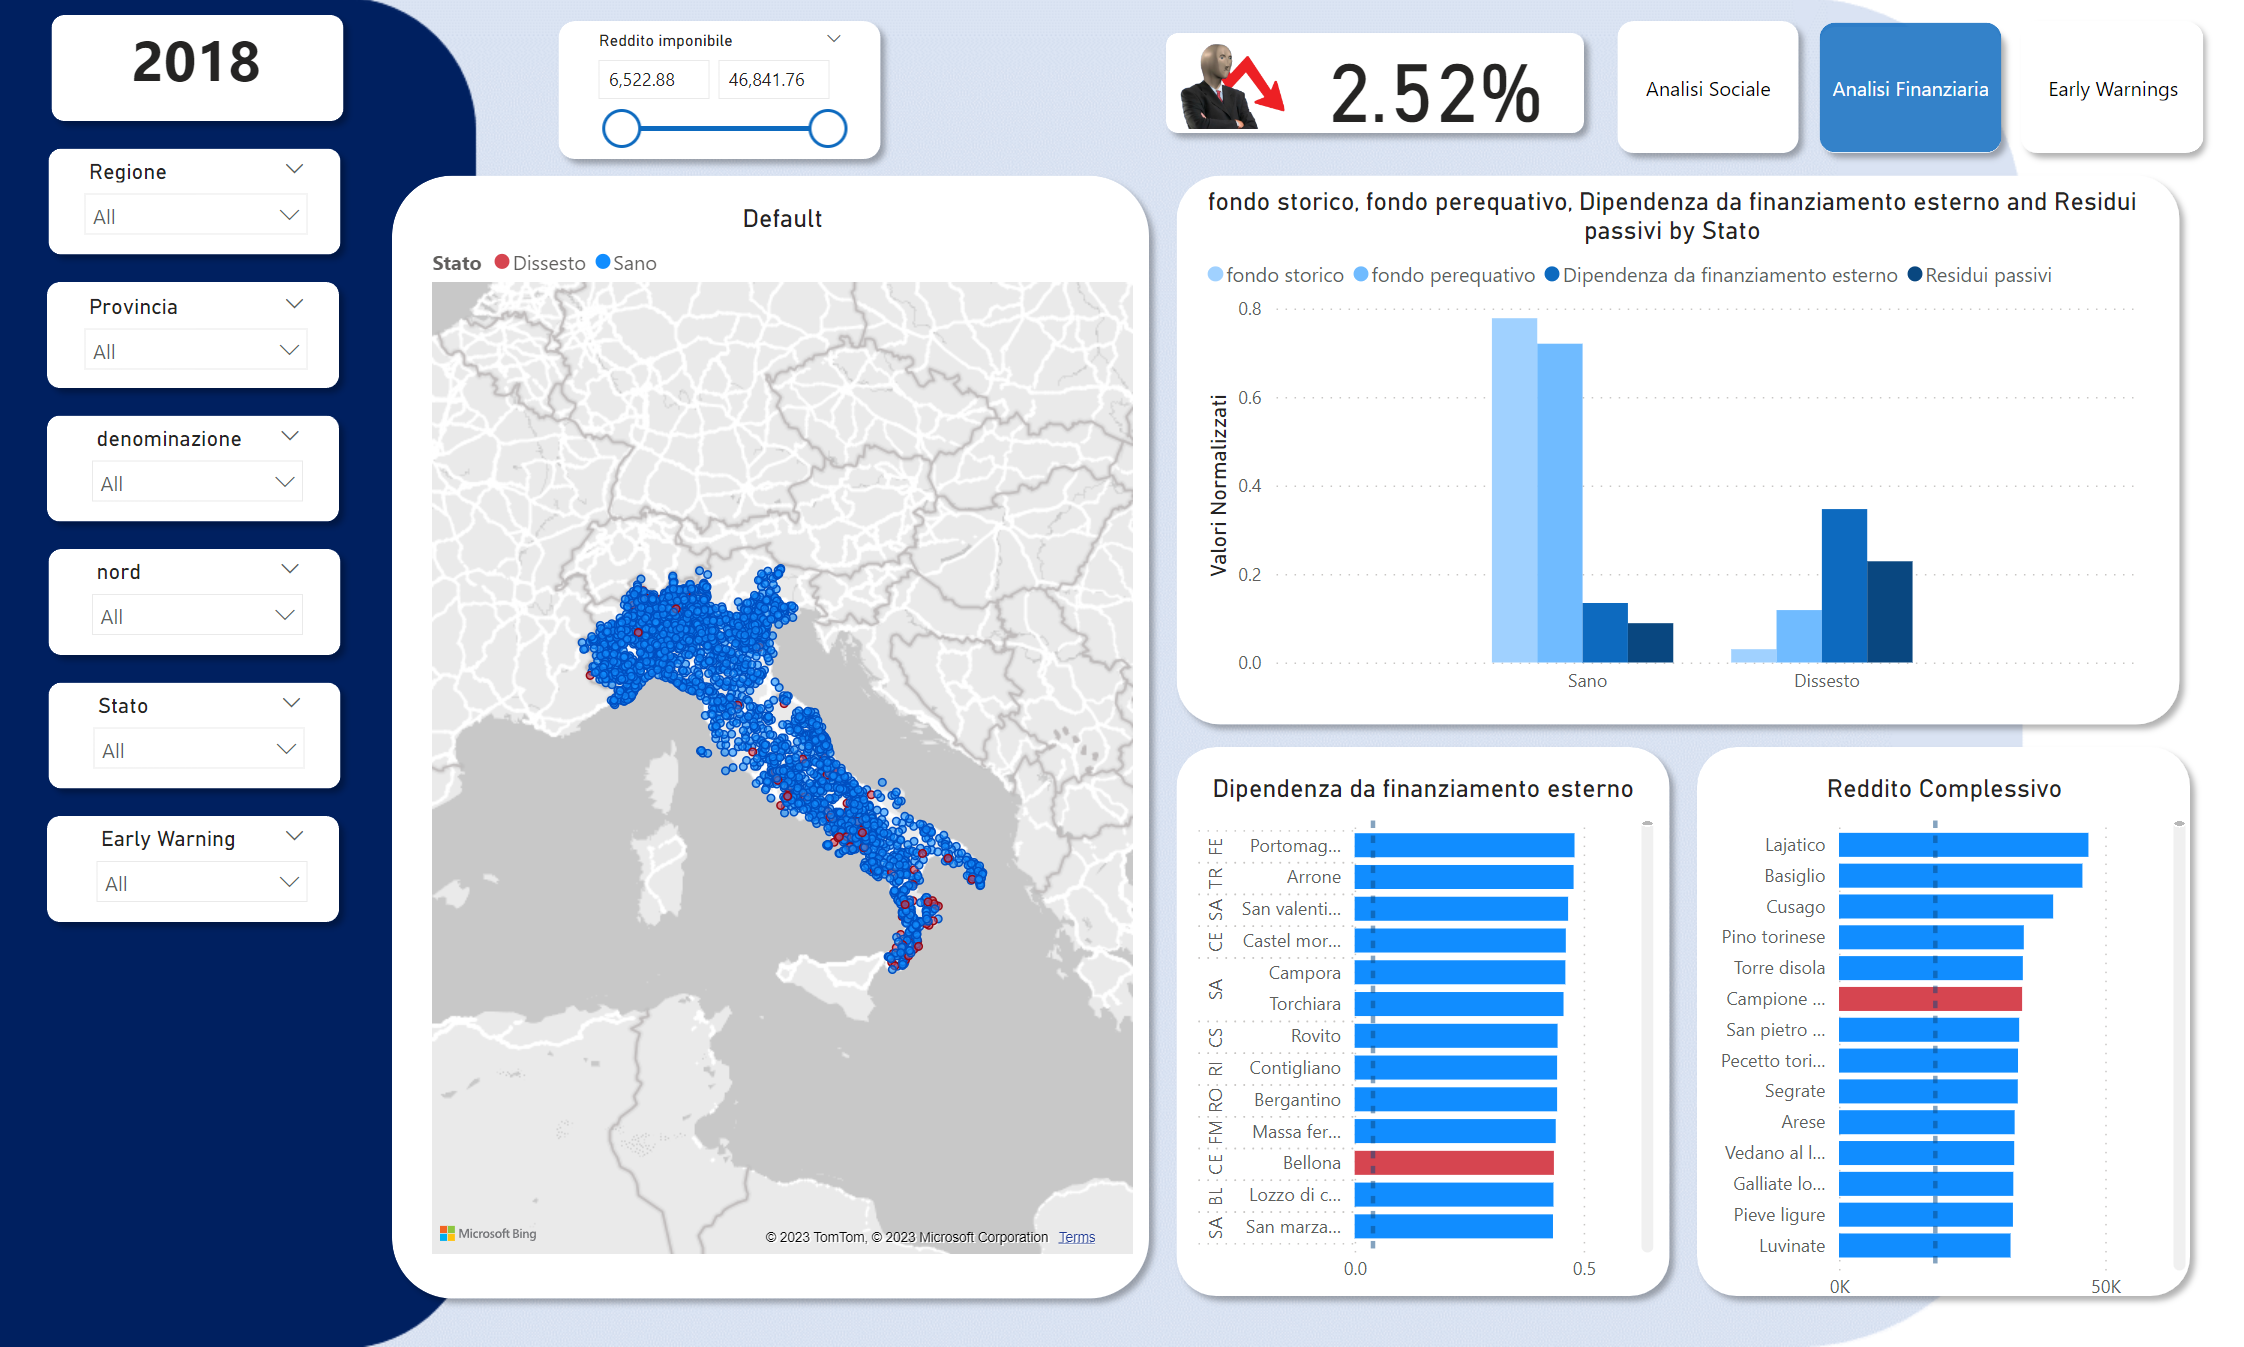 2018
Regione
All
Provincia
All
denominazione
All
nord
All
Stato
All
Early Warning
All
Reddito imponibile
6,522.88
46,841.76
2.52%
Analisi Sociale
Analisi Finanziaria
Early Warnings
Default
Stato Dissesto Sano
Microsoft Bing
© 2023 TomTom, © 2023 Microsoft Corporation Terms
fondo storico, fondo perequativo, Dipendenza da finanziamento esterno and Residui
passivi by Stato
fondo storico fondo perequativo Dipendenza da finanziamento esterno Residui passivi
Valori Normalizzati
0.8
0.6
0.4
0.2
0.0
Sano
Dissesto
Dipendenza da finanziamento esterno
FE Portomag...
TR Arrone
SA San valenti...
CE Castel mor...
SA Campora
Torchiara
CS Rovito
RI Contigliano
RO Bergantino
FM Massa fer...
CE Bellona
BL Lozzo di c...
SA San marza...
0.0 0.5
Reddito Complessivo
Lajatico
Basiglio
Cusago
Pino torinese
Torre disola
Campione ...
San pietro ...
Pecetto tori...
Segrate
Arese
Vedano al l...
Galliate lo...
Pieve ligure
Luvinate
0K 50K